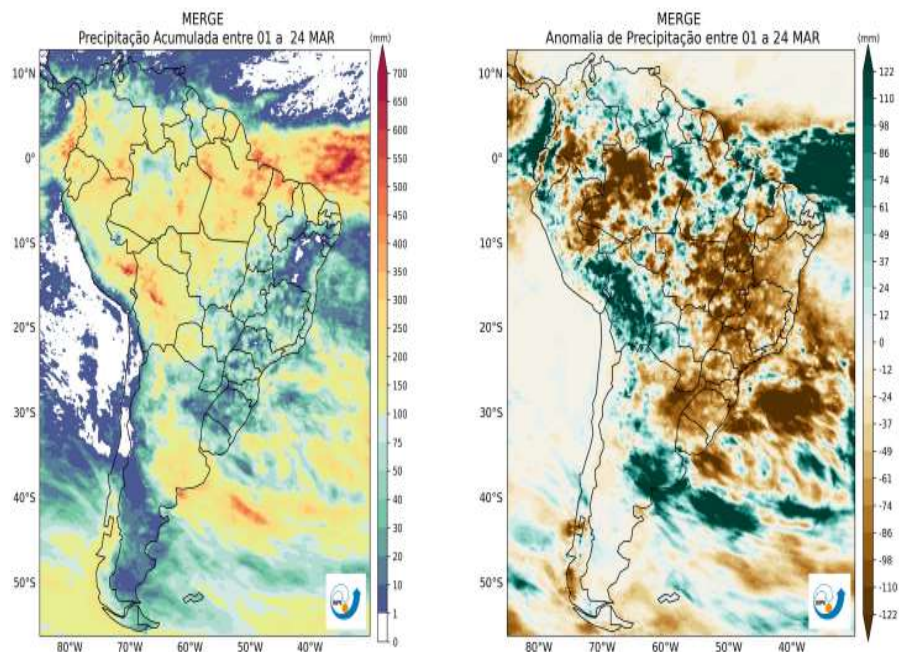 MERGE
Precipitação Acumulada entre 01 a 24 MAR
(mm)
10°N
0°
10°S
20°S
30°S
40°S
50°S
80°W 70°W 60°W 50°W 40°W
700
650
600
550
500
450
400
350
300
250
200
150
100
75
50
40
30
20
10
1
0
MERGE
Anomalia de Precipitação entre 01 a 24 MAR
(mm)
10°N
0°
10°S
20°S
30°S
40°S
50°S
80°W 70°W 60°W 50°W 40°W
122
110
98
86
74
61
49
37
24
12
0
-12
-24
-37
-49
-61
-74
-86
-98
-110
-122